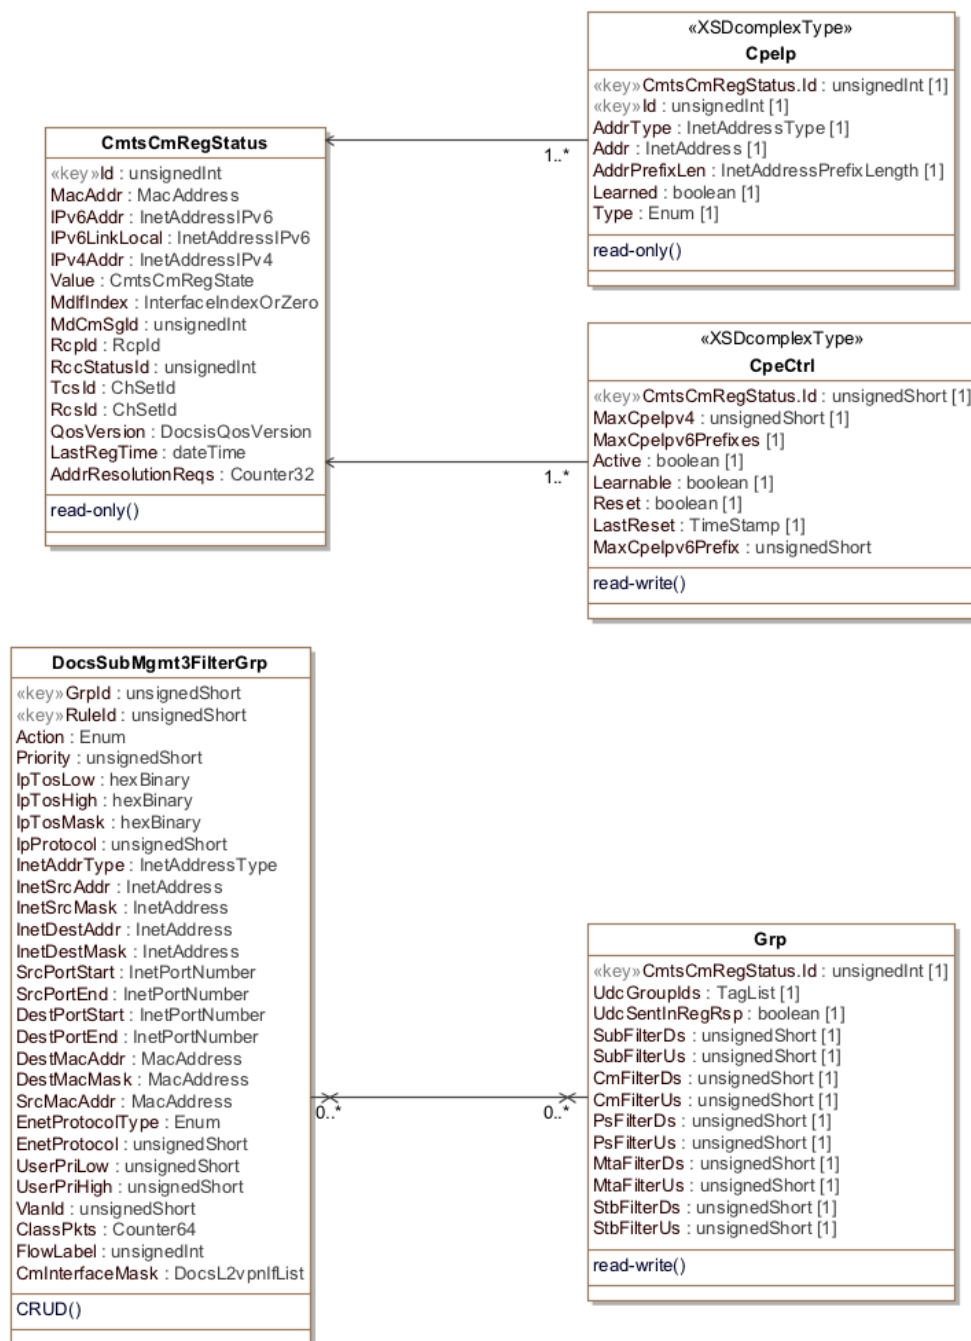 «XSDcomplexType»
CpeIp
«key»CmtsCmRegStatus.Id : unsignedInt [1]
«key»Id : unsignedInt [1]
AddrType : InetAddressType [1]
Addr : InetAddress [1]
AddrPrefixLen : InetAddressPrefixLength [1]
Learned : boolean [1]
Type : Enum [1]
read-only()
1..*
CmtsCmRegStatus
«key»Id : unsignedInt
MacAddr : MacAddress
IPv6Addr : InetAddressIPv6
IPv6LinkLocal : InetAddressIPv6
IPv4Addr : InetAddressIPv4
Value : CmtsCmRegState
MdIfIndex : InterfaceIndexOrZero
MdCmSgId : unsignedInt
RcpId : RcpId
RccStatusId : unsignedInt
TcsId : ChSetId
RcsId : ChSetId
QosVersion : DocsisQosVersion
LastRegTime : dateTime
AddrResolutionReqs : Counter32
read-only()
«XSDcomplexType»
CpeCtrl
«key»CmtsCmRegStatus.Id : unsignedShort [1]
MaxCpeIpv4 : unsignedShort [1]
MaxCpeIpv6Prefixes [1]
Active : boolean [1]
Learnable : boolean [1]
Reset : boolean [1]
LastReset : TimeStamp [1]
MaxCpeIpv6Prefix : unsignedShort
read-write()
1..*
DocsSubMgmt3FilterGrp
«key»GrpId : unsignedShort
«key»RuleId : unsignedShort
Action : Enum
Priority : unsignedShort
IpTosLow : hexBinary
IpTosHigh : hexBinary
IpTosMask : hexBinary
IpProtocol : unsignedShort
InetAddrType : InetAddressType
InetSrcAddr : InetAddress
InetSrcMask : InetAddress
InetDestAddr : InetAddress
InetDestMask : InetAddress
SrcPortStart : InetPortNumber
SrcPortEnd : InetPortNumber
DestPortStart : InetPortNumber
DestPortEnd : InetPortNumber
DestMacAddr : MacAddress
DestMacMask : MacAddress
SrcMacAddr : MacAddress
EnetProtocolType : Enum
EnetProtocol : unsignedShort
UserPriLow : unsignedShort
UserPriHigh : unsignedShort
VlanId : unsignedShort
ClassPkts : Counter64
FlowLabel : unsignedInt
CmInterfaceMask : DocsL2vpnIfList
CRUD()
0..*
0..*
Grp
«key»CmtsCmRegStatus.Id : unsignedInt [1]
UdcGroupIds : TagList [1]
UdcSentInRegRsp : boolean [1]
SubFilterDs : unsignedShort [1]
SubFilterUs : unsignedShort [1]
CmFilterDs : unsignedShort [1]
CmFilterUs : unsignedShort [1]
PsFilterDs : unsignedShort [1]
PsFilterUs : unsignedShort [1]
MtaFilterDs : unsignedShort [1]
MtaFilterUs : unsignedShort [1]
StbFilterDs : unsignedShort [1]
StbFilterUs : unsignedShort [1]
read-write()